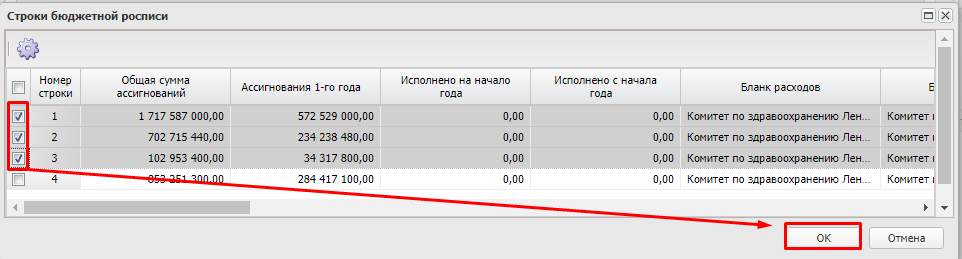 Строки бюджетной росписи
Номер строки Общая сумма ассигнований Ассигнования 1-го года Исполнено на начало года Исполнено с начала года Бланк расходов Б
1 1 717 587 000,00 572 529 000,00 0,00 0,00 Комитет по здравоохранению Лен... Комитет п
2 702 715 440,00 234 238 480,00 0,00 0,00 Комитет по здравоохранению Лен... Комитет п
3 102 953 400,00 34 317 800,00 0,00 0,00 Комитет по здравоохранению Лен... Комитет п
4 853 251 300,00 284 417 100,00 0,00 0,00 Комитет по здравоохранению Лен... Комитет п
ОК Отмена